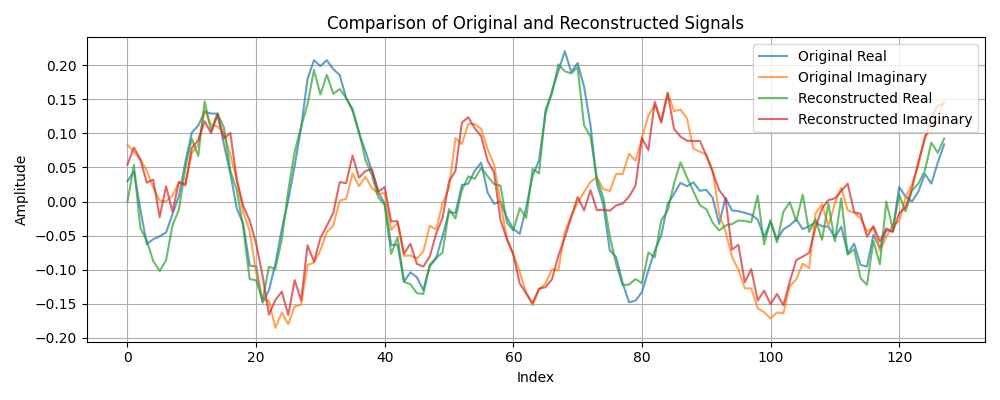 Comparison of Original and Reconstructed Signals
Original Real
Original Imaginary
Reconstructed Real
Reconstructed Imaginary
Amplitude
0.20
0.15
0.10
0.05
0.00
−0.05
−0.10
−0.15
−0.20
0 20 40 60 80 100 120
Index